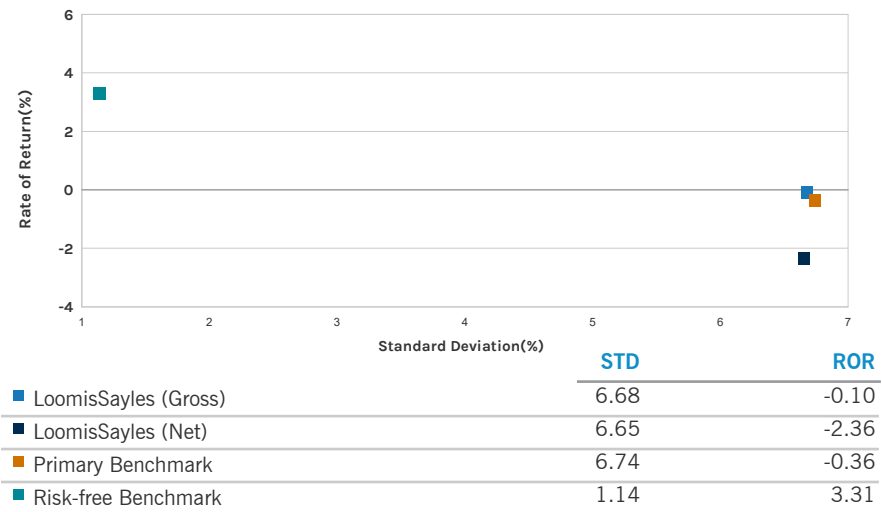 6
4
2
0
-2
-4
Rate of Return(%)
1 2 3 4 5 6 7
Standard Deviation(%)
STD ROR
LoomisSayles (Gross) 6.68 -0.10
LoomisSayles (Net) 6.65 -2.36
Primary Benchmark 6.74 -0.36
Risk-free Benchmark 1.14 3.31